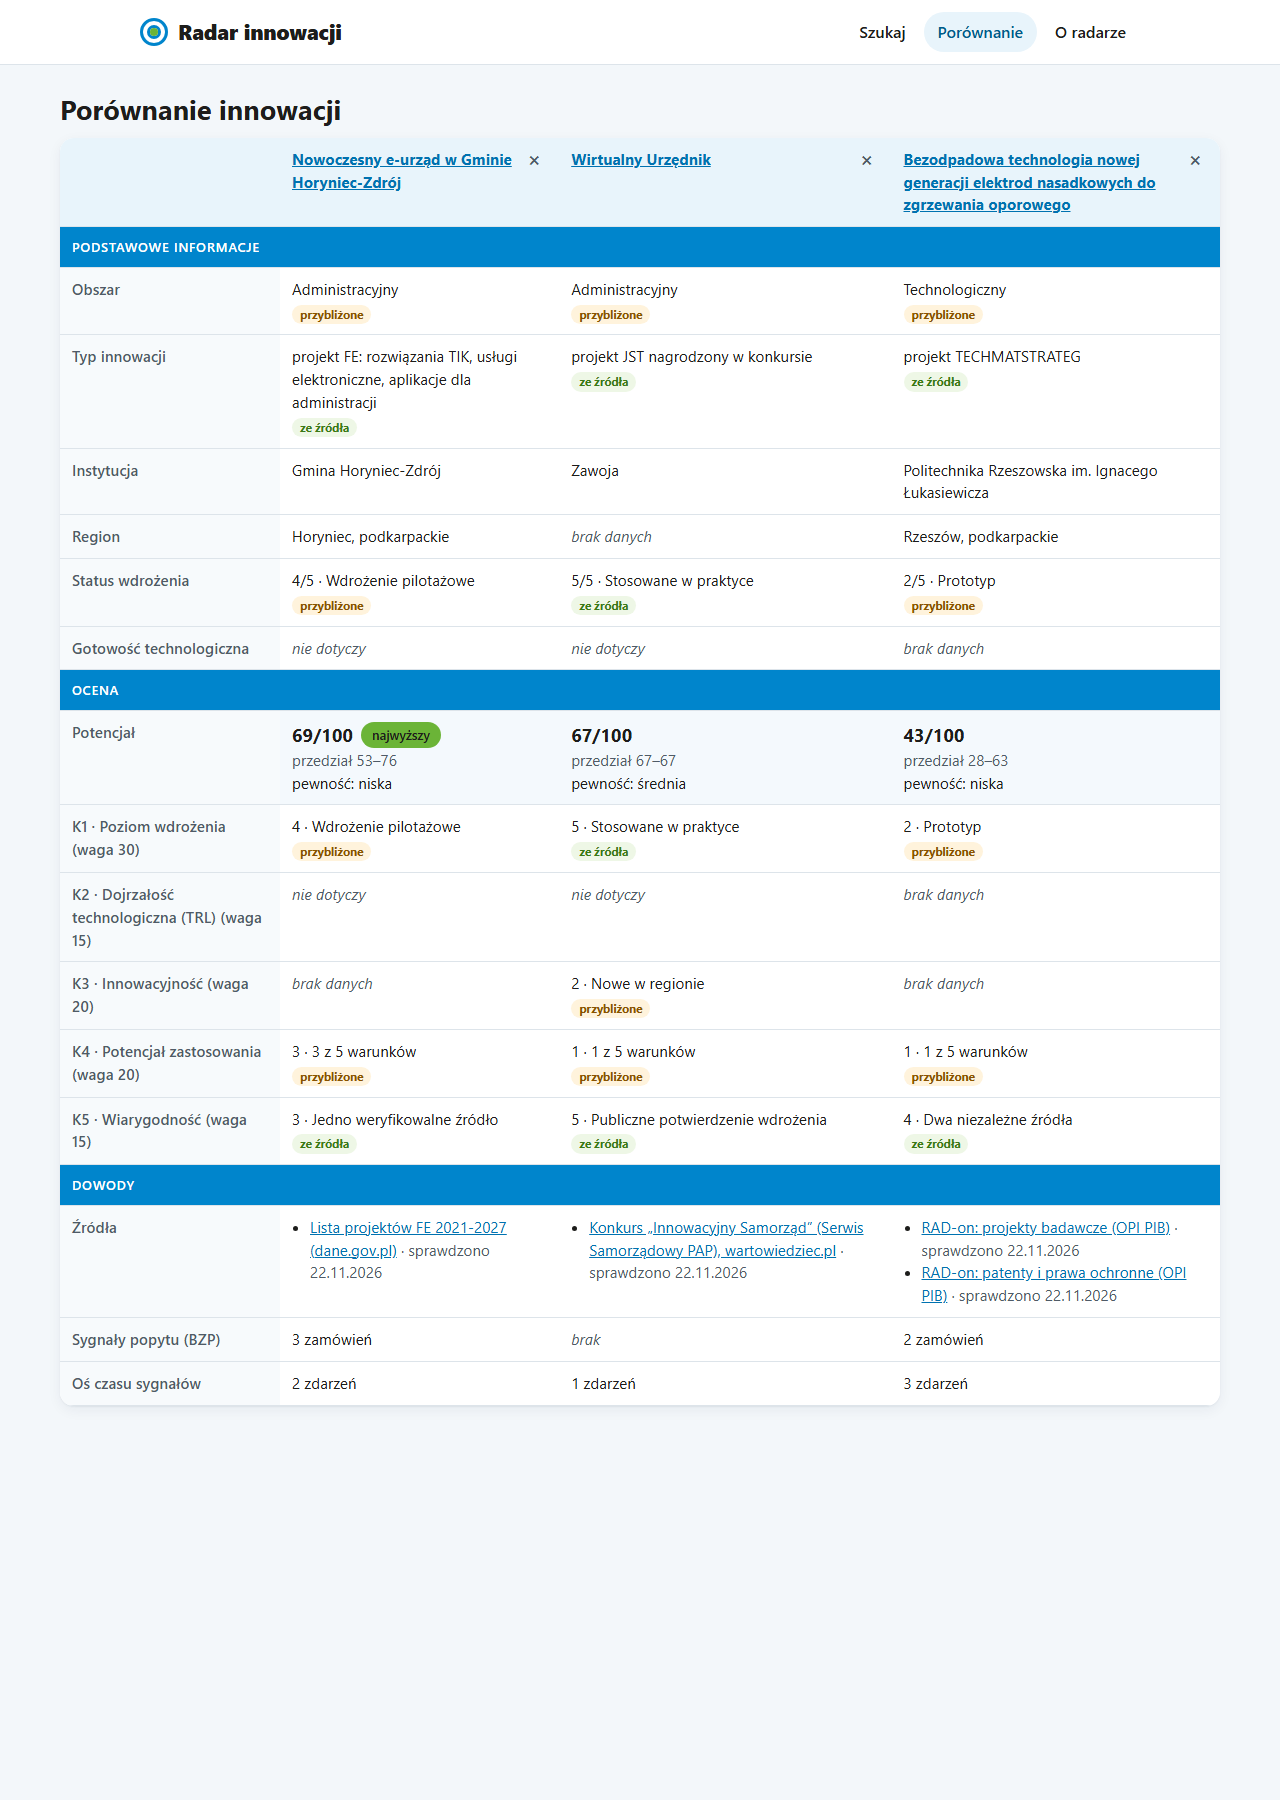 Radar innowacji
Szukaj Porównanie O radarze
Porównanie innowacji
Nowoczesny e-urząd w Gminie × Wirtualny Urzędnik × Bezodpadowa technologia nowej ×
Horyniec-Zdrój generacji elektrod nasadkowych do
zgrzewania oporowego
PODSTAWOWE INFORMACJE
Obszar Administracyjny Administracyjny Technologiczny
przybliżone przybliżone przybliżone
Typ innowacji projekt FE: rozwiązania TIK, usługi projekt JST nagrodzony w konkursie projekt TECHMATSTRATEG
elektroniczne, aplikacje dla ze źródła ze źródła
administracji
ze źródła
Instytucja Gmina Horyniec-Zdrój Zawoja Politechnika Rzeszowska im. Ignacego
Łukasiewicza
Region Horyniec, podkarpackie brak danych Rzeszów, podkarpackie
Status wdrożenia 4/5 · Wdrożenie pilotażowe 5/5 · Stosowane w praktyce 2/5 · Prototyp
przybliżone ze źródła przybliżone
Gotowość technologiczna nie dotyczy nie dotyczy brak danych
OCENA
Potencjał 69/100 najwyższy 67/100 43/100
przedział 53–76 przedział 67–67 przedział 28–63
pewność: niska pewność: średnia pewność: niska
K1 · Poziom wdrożenia 4 · Wdrożenie pilotażowe 5 · Stosowane w praktyce 2 · Prototyp
(waga 30) przybliżone ze źródła przybliżone
K2 · Dojrzałość nie dotyczy nie dotyczy brak danych
technologiczna (TRL) (waga
15)
K3 · Innowacyjność (waga brak danych 2 · Nowe w regionie brak danych
20) przybliżone
K4 · Potencjał zastosowania 3 · 3 z 5 warunków 1 · 1 z 5 warunków 1 · 1 z 5 warunków
(waga 20) przybliżone przybliżone przybliżone
K5 · Wiarygodność (waga 3 · Jedno weryfikowalne źródło 5 · Publiczne potwierdzenie wdrożenia 4 · Dwa niezależne źródła
15) ze źródła ze źródła ze źródła
DOWODY
Źródła • Lista projektów FE 2021-2027 • Konkurs „Innowacyjny Samorząd” (Serwis • RAD-on: projekty badawcze (OPI PIB) ·
(dane.gov.pl) · sprawdzono Samorządowy PAP), wartowiedziec.pl · sprawdzono 22.11.2026
22.11.2026 sprawdzono 22.11.2026 • RAD-on: patenty i prawa ochronne (OPI
PIB) · sprawdzono 22.11.2026
Sygnały popytu (BZP) 3 zamówień brak 2 zamówień
Oś czasu sygnałów 2 zdarzeń 1 zdarzeń 3 zdarzeń